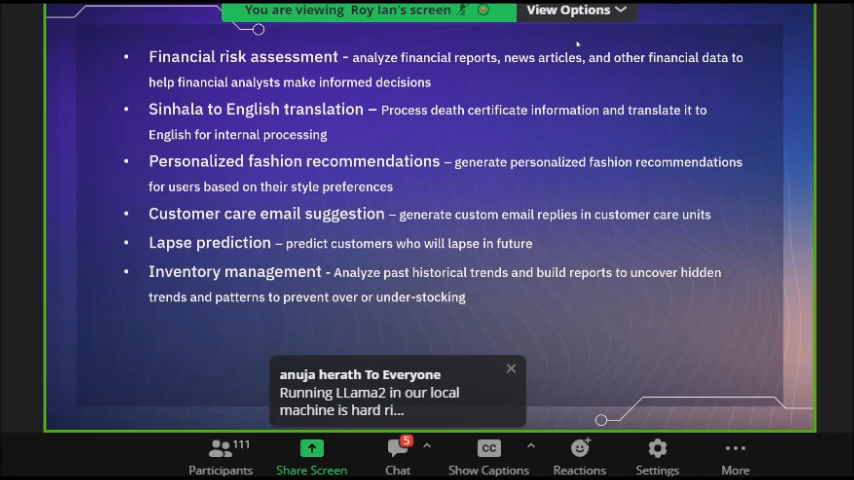 You are viewing Roy Ian's screen
View Options
• Financial risk assessment - analyze financial reports, news articles, and other financial data to
help financial analysts make informed decisions
• Sinhala to English translation – Process death certificate information and translate it to
English for internal processing
• Personalized fashion recommendations – generate personalized fashion recommendations
for users based on their style preferences
• Customer care email suggestion – generate custom email replies in customer care units
• Lapse prediction – predict customers who will lapse in future
• Inventory management - Analyze past historical trends and build reports to uncover hidden
trends and patterns to prevent over or under-stocking
anuja herath To Everyone
Running LLama2 in our local
machine is hard ri...
111
5
CC
Participants
Share Screen
Chat
Show Captions
Reactions
Settings
More